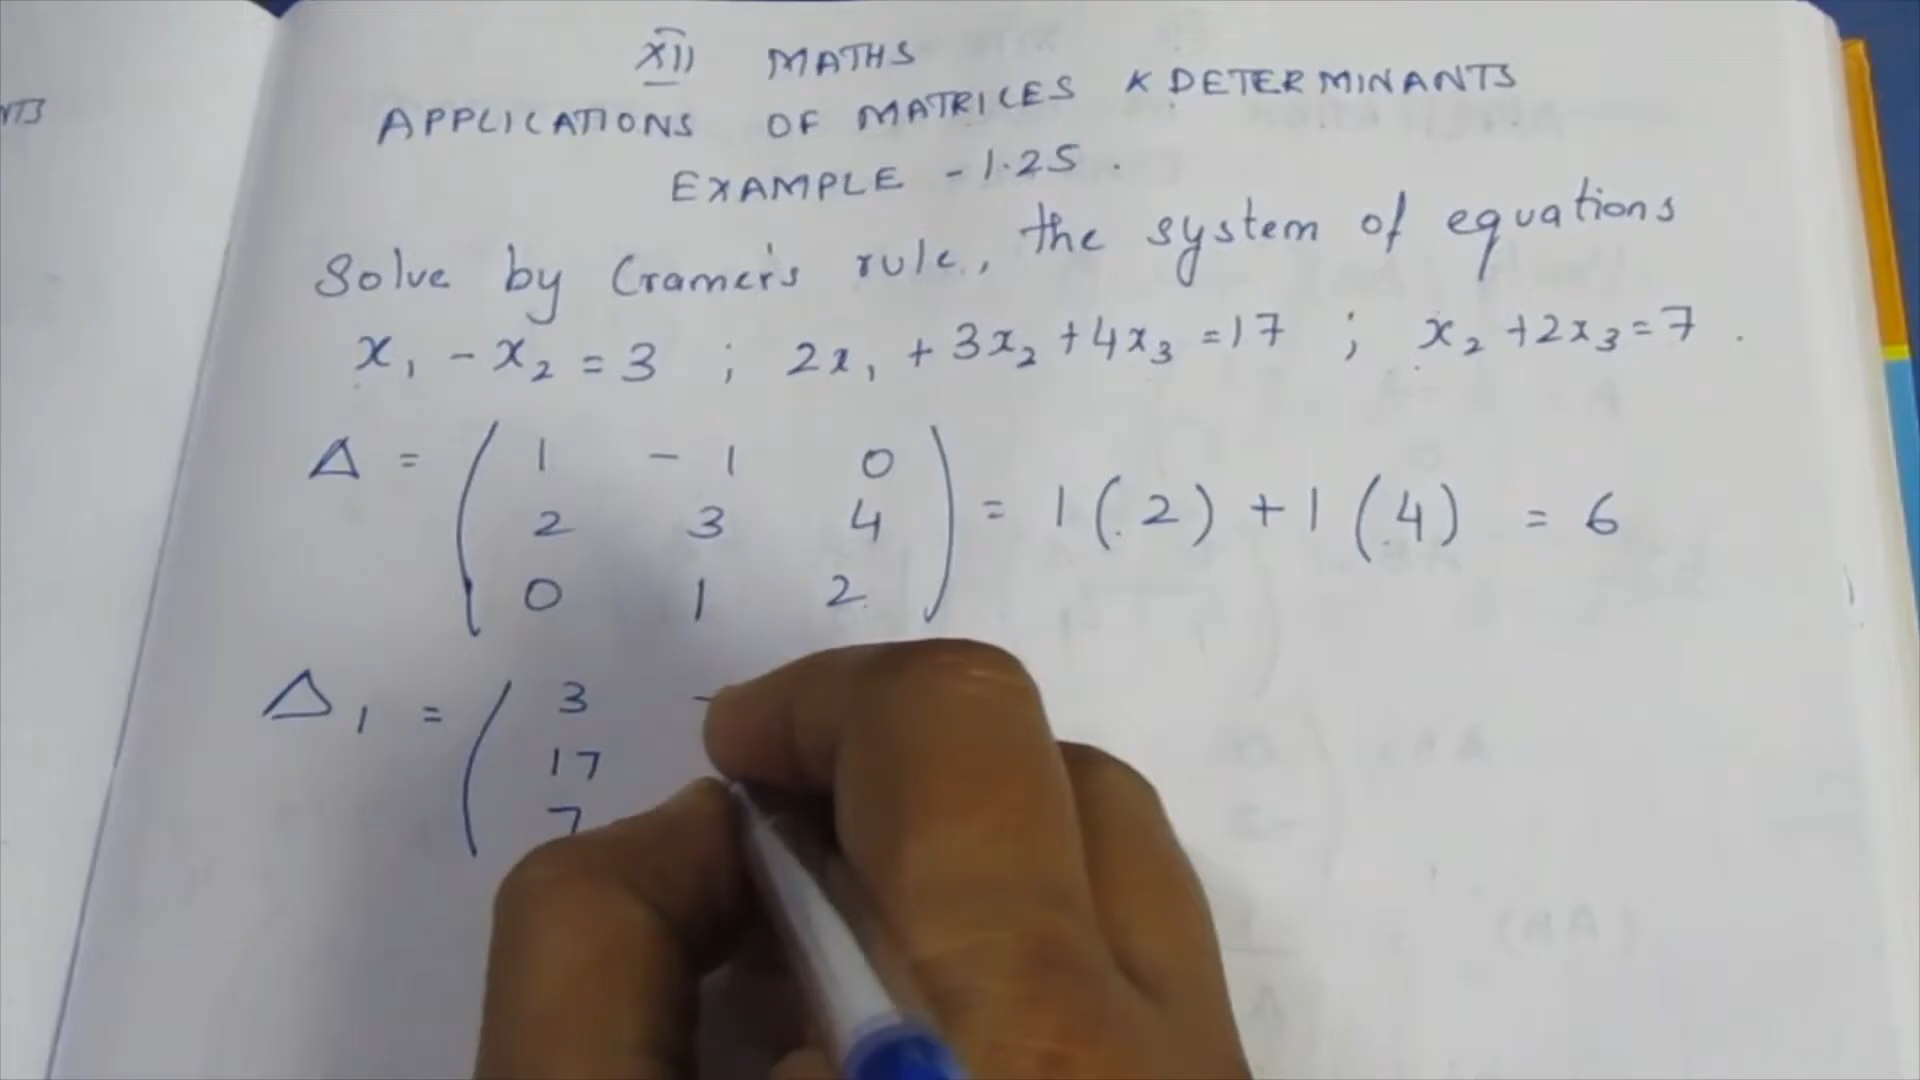 XII MATHS
APPLICATIONS OF MATRICES & DETERMINANTS
EXAMPLE - 1.25.
Solve by Cramer's rule, the system of equations
x₁ - x₂ = 3 ; 2x₁ + 3x₂ + 4x₃ = 17 ; x₂ + 2x₃ = 7.
Δ = ( 1 -1 0
2 3 4
0 1 2 ) = 1(2) + 1(4) = 6
Δ₁ = ( 3 -
17
7